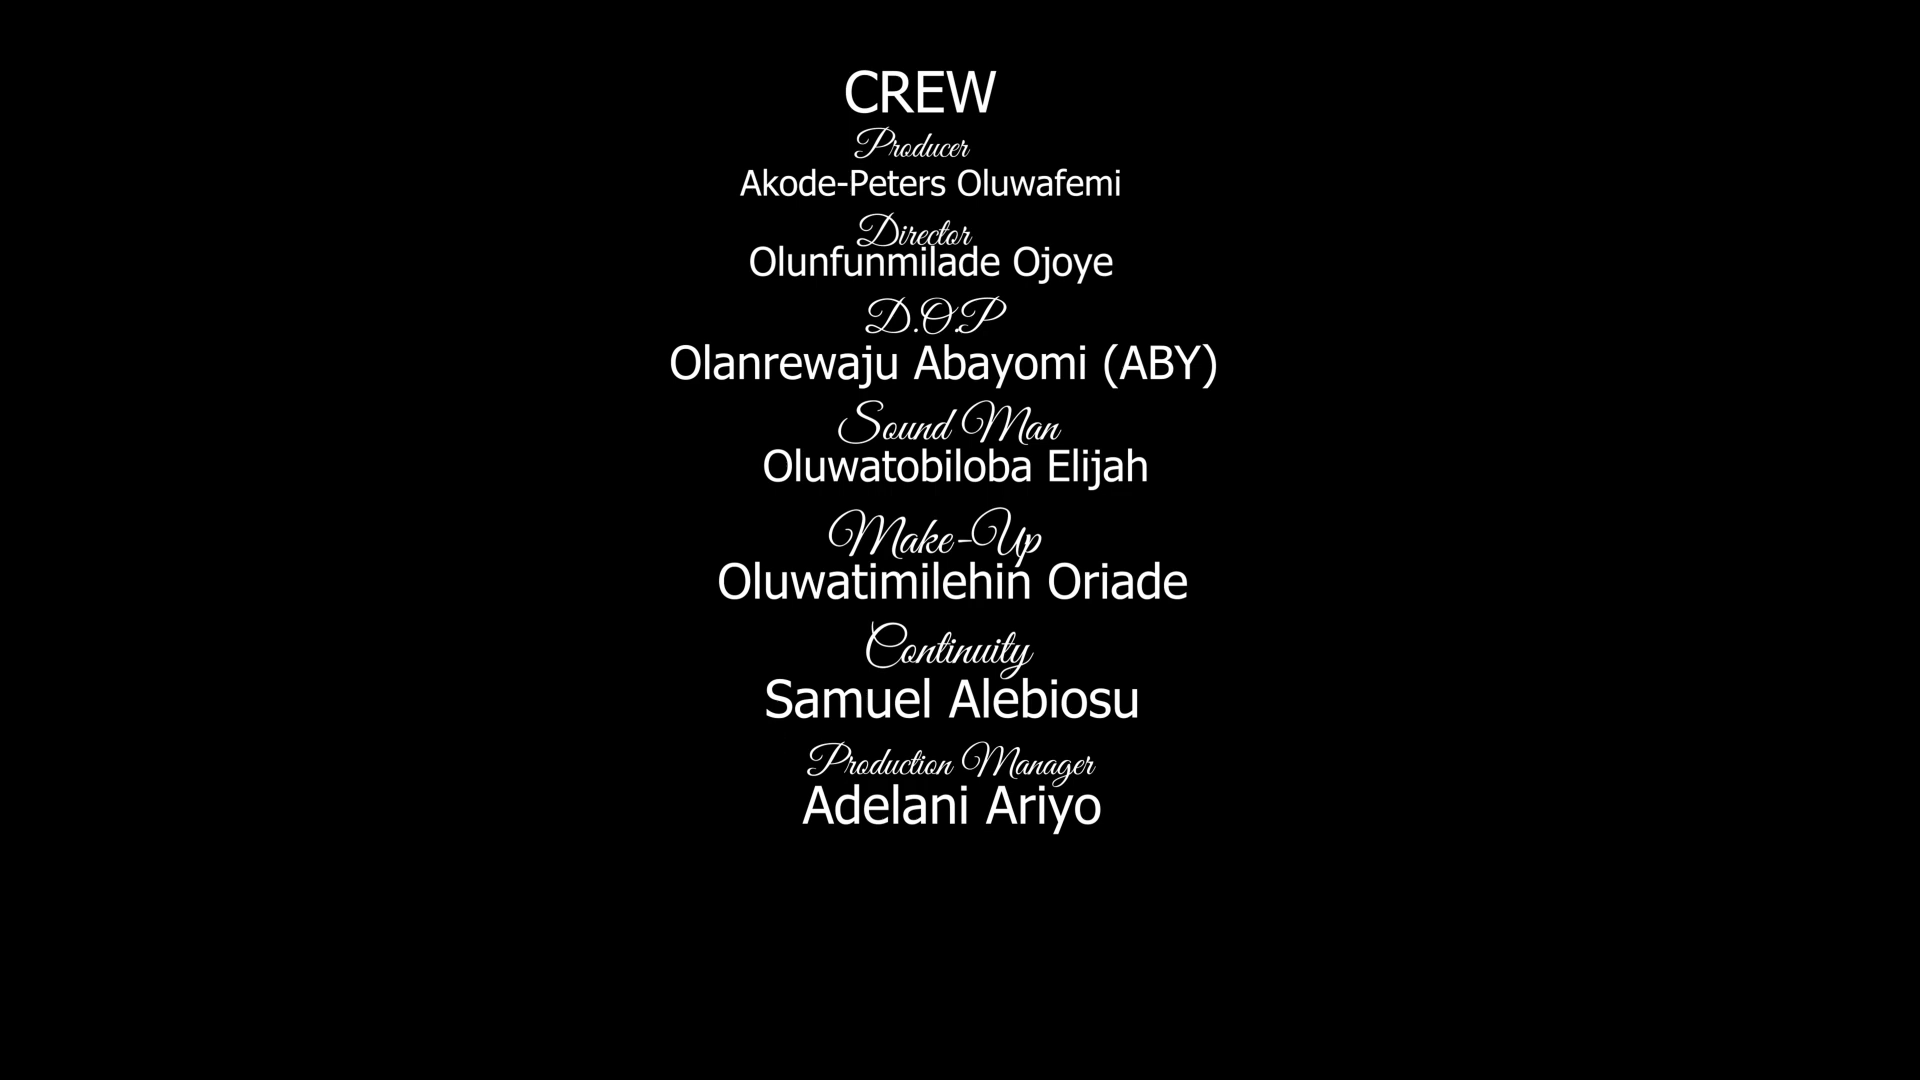 CREW
Producer
Akode-Peters Oluwafemi
Director
Olunfunmilade Ojoye
D.O.P
Olanrewaju Abayomi (ABY)
Sound Man
Oluwatobiloba Elijah
Make-Up
Oluwatimilehin Oriade
Continuity
Samuel Alebiosu
Production Manager
Adelani Ariyo